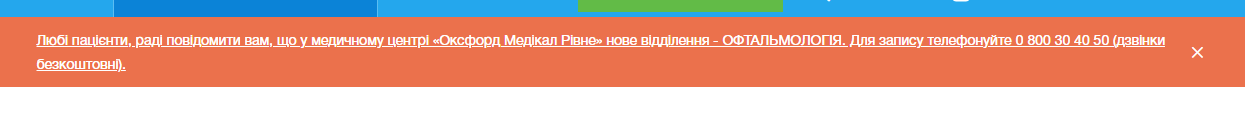 Любі пацієнти, раді повідомити вам, що у медичному центрі «Оксфорд Медікал Рівне» нове відділення - ОФТАЛЬМОЛОГІЯ. Для запису телефонуйте 0 800 30 40 50 (дзвінки
безкоштовні).